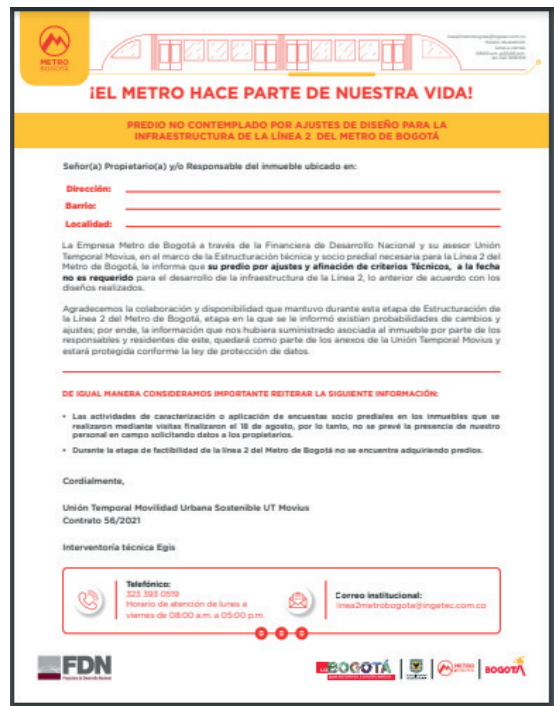 METRO
BOGOTÁ
¡EL METRO HACE PARTE DE NUESTRA VIDA!
PREDIO NO CONTEMPLADO POR AJUSTES DE DISEÑO PARA LA
INFRAESTRUCTURA DE LA LÍNEA 2 DEL METRO DE BOGOTÁ
Señor(a) Propietario(a) y/o Responsable del inmueble ubicado en:
Dirección:
Barrio:
Localidad:
La Empresa Metro de Bogotá a través de la Financiera de Desarrollo Nacional y su asesor Unión
Temporal Movius, en el marco de la Estructuración técnica y socio predial necesaria para la Línea 2 del
Metro de Bogotá, le informa que su predio por ajustes y afinación de criterios Técnicos, a la fecha
no es requerido para el desarrollo de la infraestructura de la Línea 2, lo anterior de acuerdo con los
diseños realizados.
Agradecemos la colaboración y disponibilidad que mantuvo durante esta etapa de Estructuración de
la Línea 2 del Metro de Bogotá, etapa en la que se le informó existían probabilidades de cambios y
ajustes; por ende, la información que nos hubiera suministrado asociada al inmueble por parte de los
responsables y residentes de este, quedará como parte de los anexos de la Unión Temporal Movius y
estará protegida conforme la ley de protección de datos.
DE IGUAL MANERA CONSIDERAMOS IMPORTANTE REITERAR LA SIGUIENTE INFORMACIÓN:
• Las actividades de caracterización o aplicación de encuestas socio prediales en los inmuebles que se
realizaron mediante visitas finalizaron el 18 de agosto, por lo tanto, no se prevé la presencia de nuestro
personal en campo solicitando datos a los propietarios.
• Durante la etapa de factibilidad de la línea 2 del Metro de Bogotá no se encuentra adquiriendo predios.
Cordialmente,
Unión Temporal Movilidad Urbana Sostenible UT Movius
Contrato 56/2021
Interventoría técnica Egis
Telefónico:
323 393 0519
Horario de atención de lunes a
viernes de 08:00 a.m. a 05:00 p.m.
Correo institucional:
linea2metrobogota@ingetec.com.co
FDN
Financiera de Desarrollo Nacional
BOGOTÁ
METRO
BOGOTÁ
BOGOTÁ